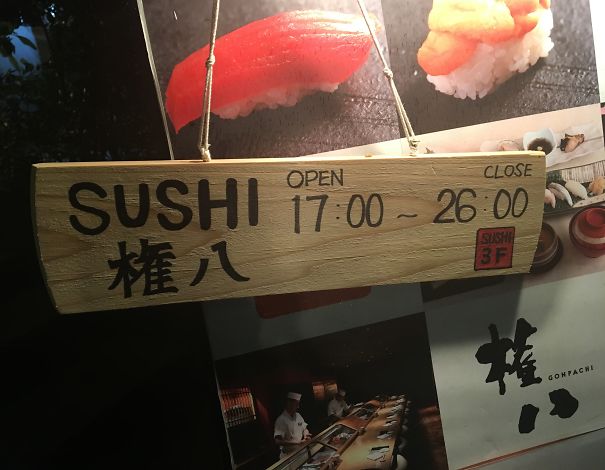 SUSHI
権八
OPEN
CLOSE
17:00 ~ 26:00
SUSHI
3F
権
八
GONPACHI